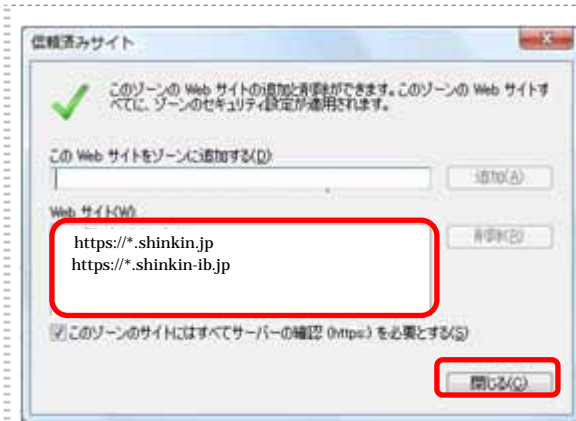 信頼済みサイト
このゾーンの Web サイトの追加と削除ができます。このゾーンの Web サイトす
べてに、ゾーンのセキュリティ設定が適用されます。
この Web サイトをゾーンに追加する(D):
追加(A)
Web サイト(W):
https://*.shinkin.jp
https://*.shinkin-ib.jp
削除(R)
このゾーンのサイトにはすべてサーバーの確認 (https:) を必要とする(S)
閉じる(C)